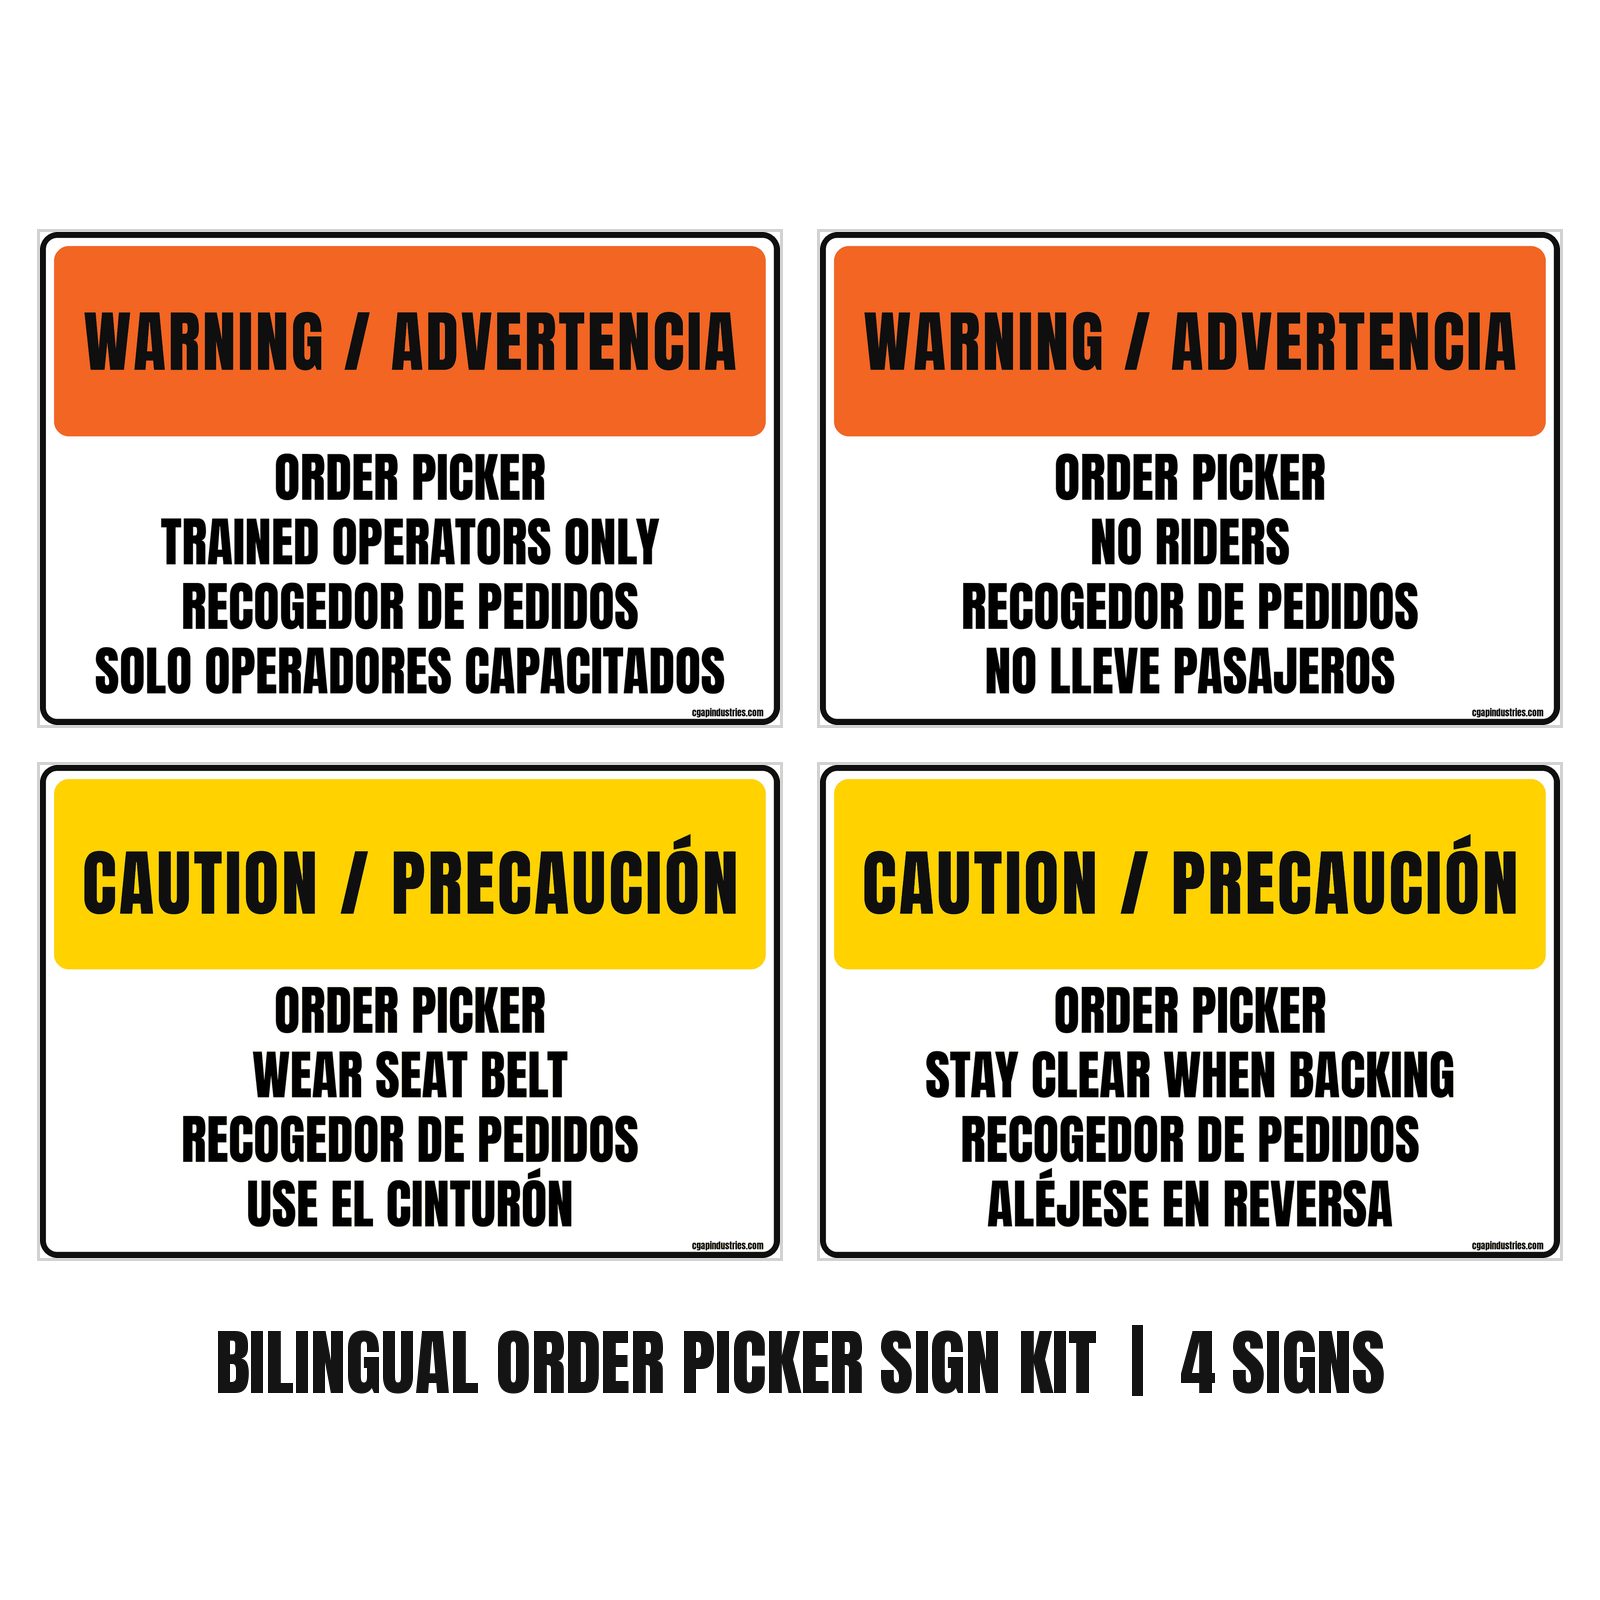 WARNING / ADVERTENCIA
ORDER PICKER
TRAINED OPERATORS ONLY
RECOGEDOR DE PEDIDOS
SOLO OPERADORES CAPACITADOS
cgapindustries.com
WARNING / ADVERTENCIA
ORDER PICKER
NO RIDERS
RECOGEDOR DE PEDIDOS
NO LLEVE PASAJEROS
cgapindustries.com
CAUTION / PRECAUCIÓN
ORDER PICKER
WEAR SEAT BELT
RECOGEDOR DE PEDIDOS
USE EL CINTURÓN
cgapindustries.com
CAUTION / PRECAUCIÓN
ORDER PICKER
STAY CLEAR WHEN BACKING
RECOGEDOR DE PEDIDOS
ALÉJESE EN REVERSA
cgapindustries.com
BILINGUAL ORDER PICKER SIGN KIT | 4 SIGNS